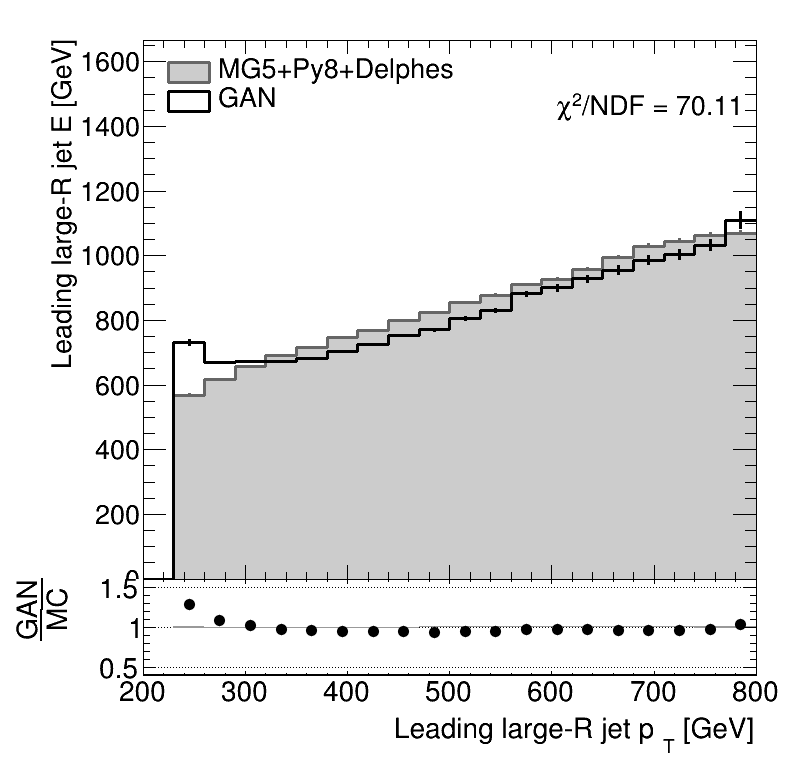 Leading large-R jet E [GeV]
1600
1400
1200
1000
800
600
400
200
0
MG5+Py8+Delphes
GAN
χ²/NDF = 70.11
GAN
MC
1.5
1
0.5
200 300 400 500 600 700 800
Leading large-R jet p T [GeV]